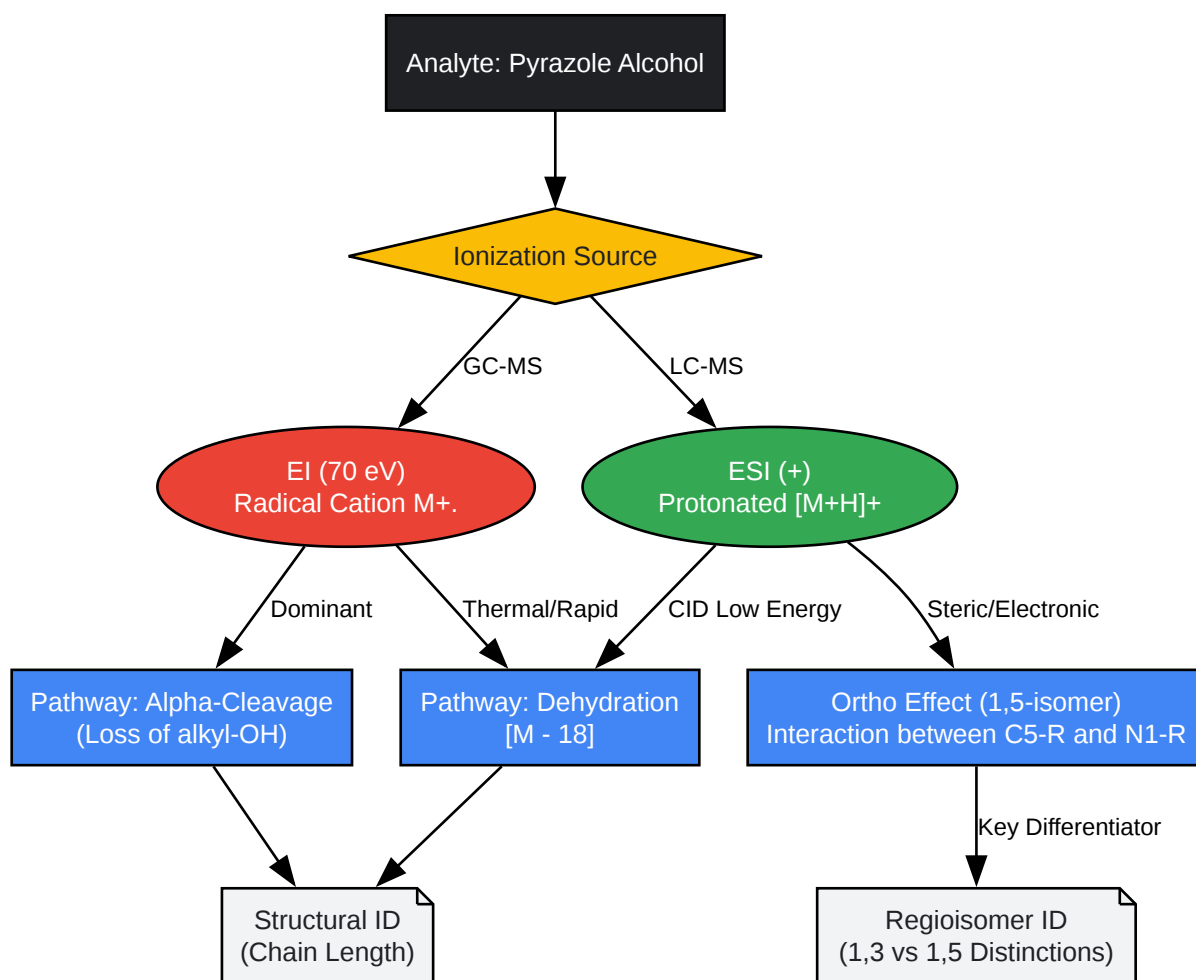 Analyte: Pyrazole Alcohol
Ionization Source
GC-MS
LC-MS
EI (70 eV)
Radical Cation M+.
ESI (+)
Protonated [M+H]+
Dominant
Thermal/Rapid
CID Low Energy
Steric/Electronic
Pathway: Alpha-Cleavage
(Loss of alkyl-OH)
Pathway: Dehydration
[M - 18]
Ortho Effect (1,5-isomer)
Interaction between C5-R and N1-R
Key Differentiator
Structural ID
(Chain Length)
Regioisomer ID
(1,3 vs 1,5 Distinctions)